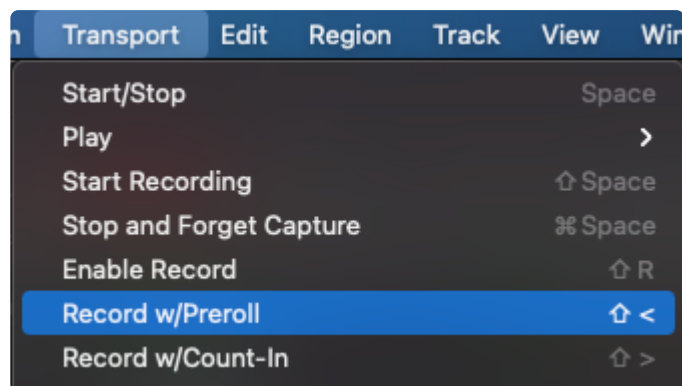 n Transport Edit Region Track View Win
Start/Stop Space
Play >
Start Recording ⇧ Space
Stop and Forget Capture ⌘ Space
Enable Record ⇧ R
Record w/Preroll ⇧ <
Record w/Count-In ⇧ >